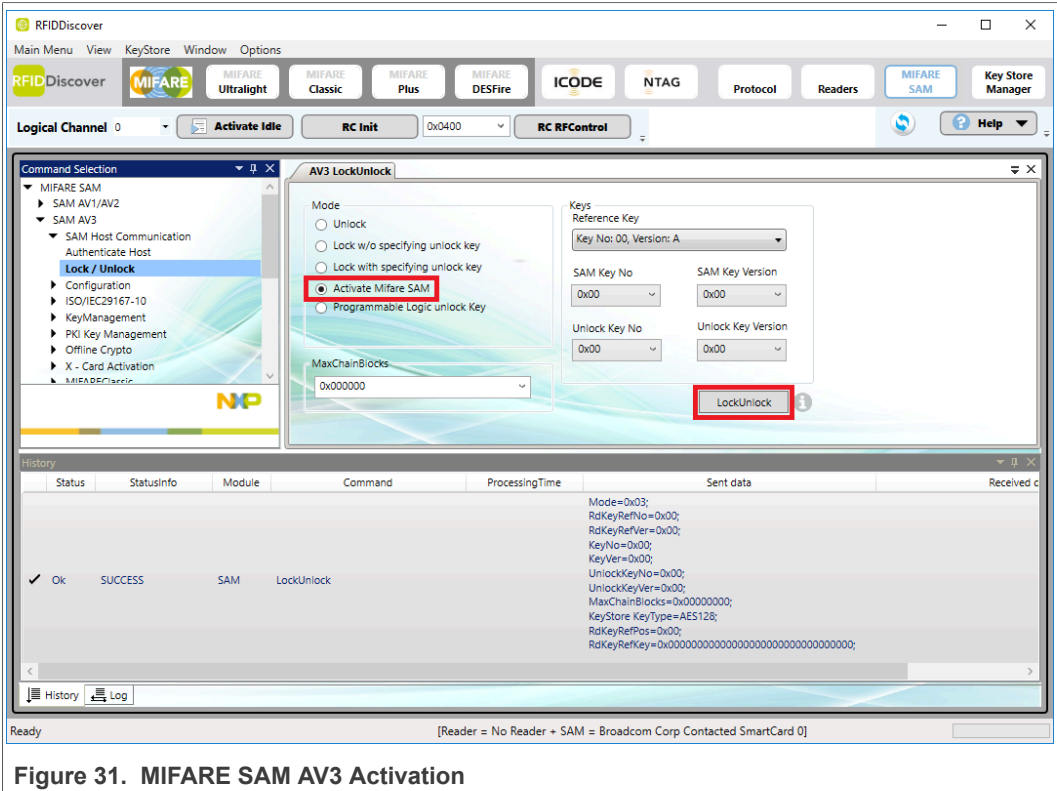 RFIDDiscover
Main Menu View KeyStore Window Options
RFIDDiscover
MIFARE
MIFARE Ultralight
MIFARE Classic
MIFARE Plus
MIFARE DESFire
ICODE
NTAG
Protocol
Readers
MIFARE SAM
Key Store Manager
Logical Channel 0 Activate Idle RC Init 0x0400 RC RFControl Help
Command Selection
MIFARE SAM
SAM AV1/AV2
SAM AV3
SAM Host Communication
Authenticate Host
Lock / Unlock
Configuration
ISO/IEC29167-10
KeyManagement
PKI Key Management
Offline Crypto
X - Card Activation
MIFAREClassic
NXP
AV3 LockUnlock
Mode
Unlock
Lock w/o specifying unlock key
Lock with specifying unlock key
Activate Mifare SAM
Programmable Logic unlock Key
MaxChainBlocks
0x000000
Keys
Reference Key
Key No: 00, Version: A
SAM Key No SAM Key Version
0x00 0x00
Unlock Key No Unlock Key Version
0x00 0x00
LockUnlock
History
Status StatusInfo Module Command ProcessingTime Sent data Received c
Ok SUCCESS SAM LockUnlock
Mode=0x03;
RdKeyRefNo=0x00;
RdKeyRefVer=0x00;
KeyNo=0x00;
KeyVer=0x00;
UnlockKeyNo=0x00;
UnlockKeyVer=0x00;
MaxChainBlocks=0x00000000;
KeyStore KeyType=AES128;
RdKeyRefPos=0x00;
RdKeyRefKey=0x00000000000000000000000000000000;
History Log
Ready [Reader = No Reader + SAM = Broadcom Corp Contacted SmartCard 0]
Figure 31. MIFARE SAM AV3 Activation